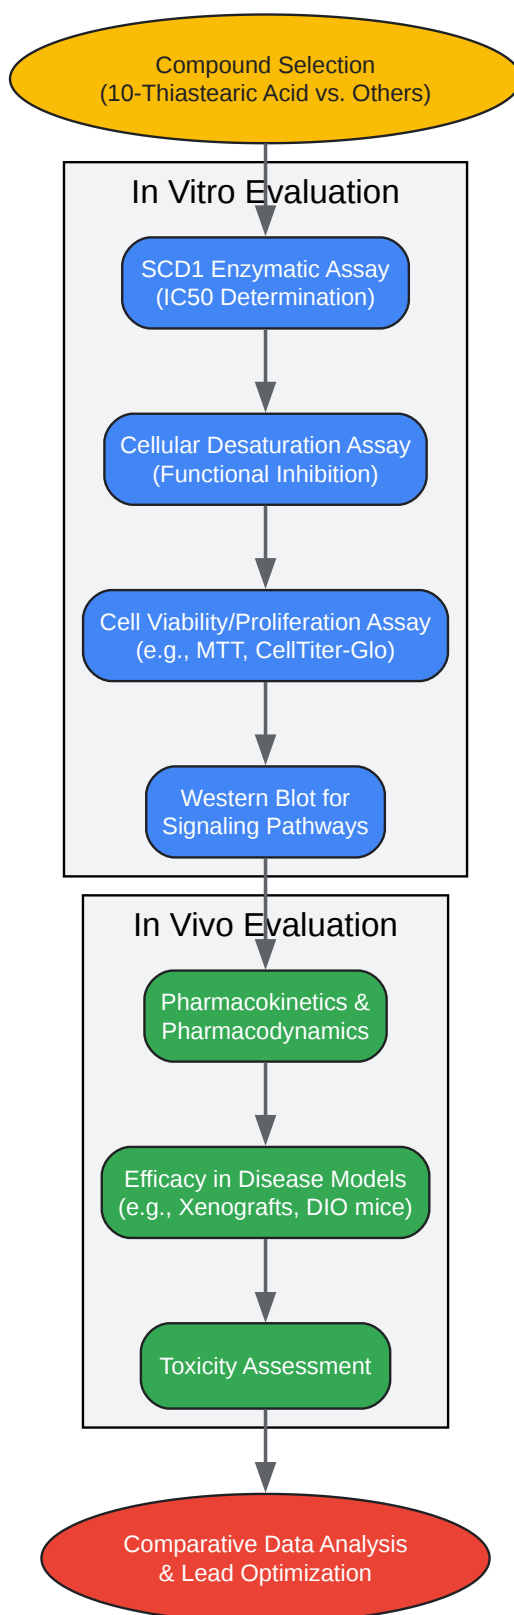 Compound Selection
(10-Thiastearic Acid vs. Others)
In Vitro Evaluation
SCD1 Enzymatic Assay
(IC50 Determination)
Cellular Desaturation Assay
(Functional Inhibition)
Cell Viability/Proliferation Assay
(e.g., MTT, CellTiter-Glo)
Western Blot for
Signaling Pathways
In Vivo Evaluation
Pharmacokinetics &
Pharmacodynamics
Efficacy in Disease Models
(e.g., Xenografts, DIO mice)
Toxicity Assessment
Comparative Data Analysis
& Lead Optimization